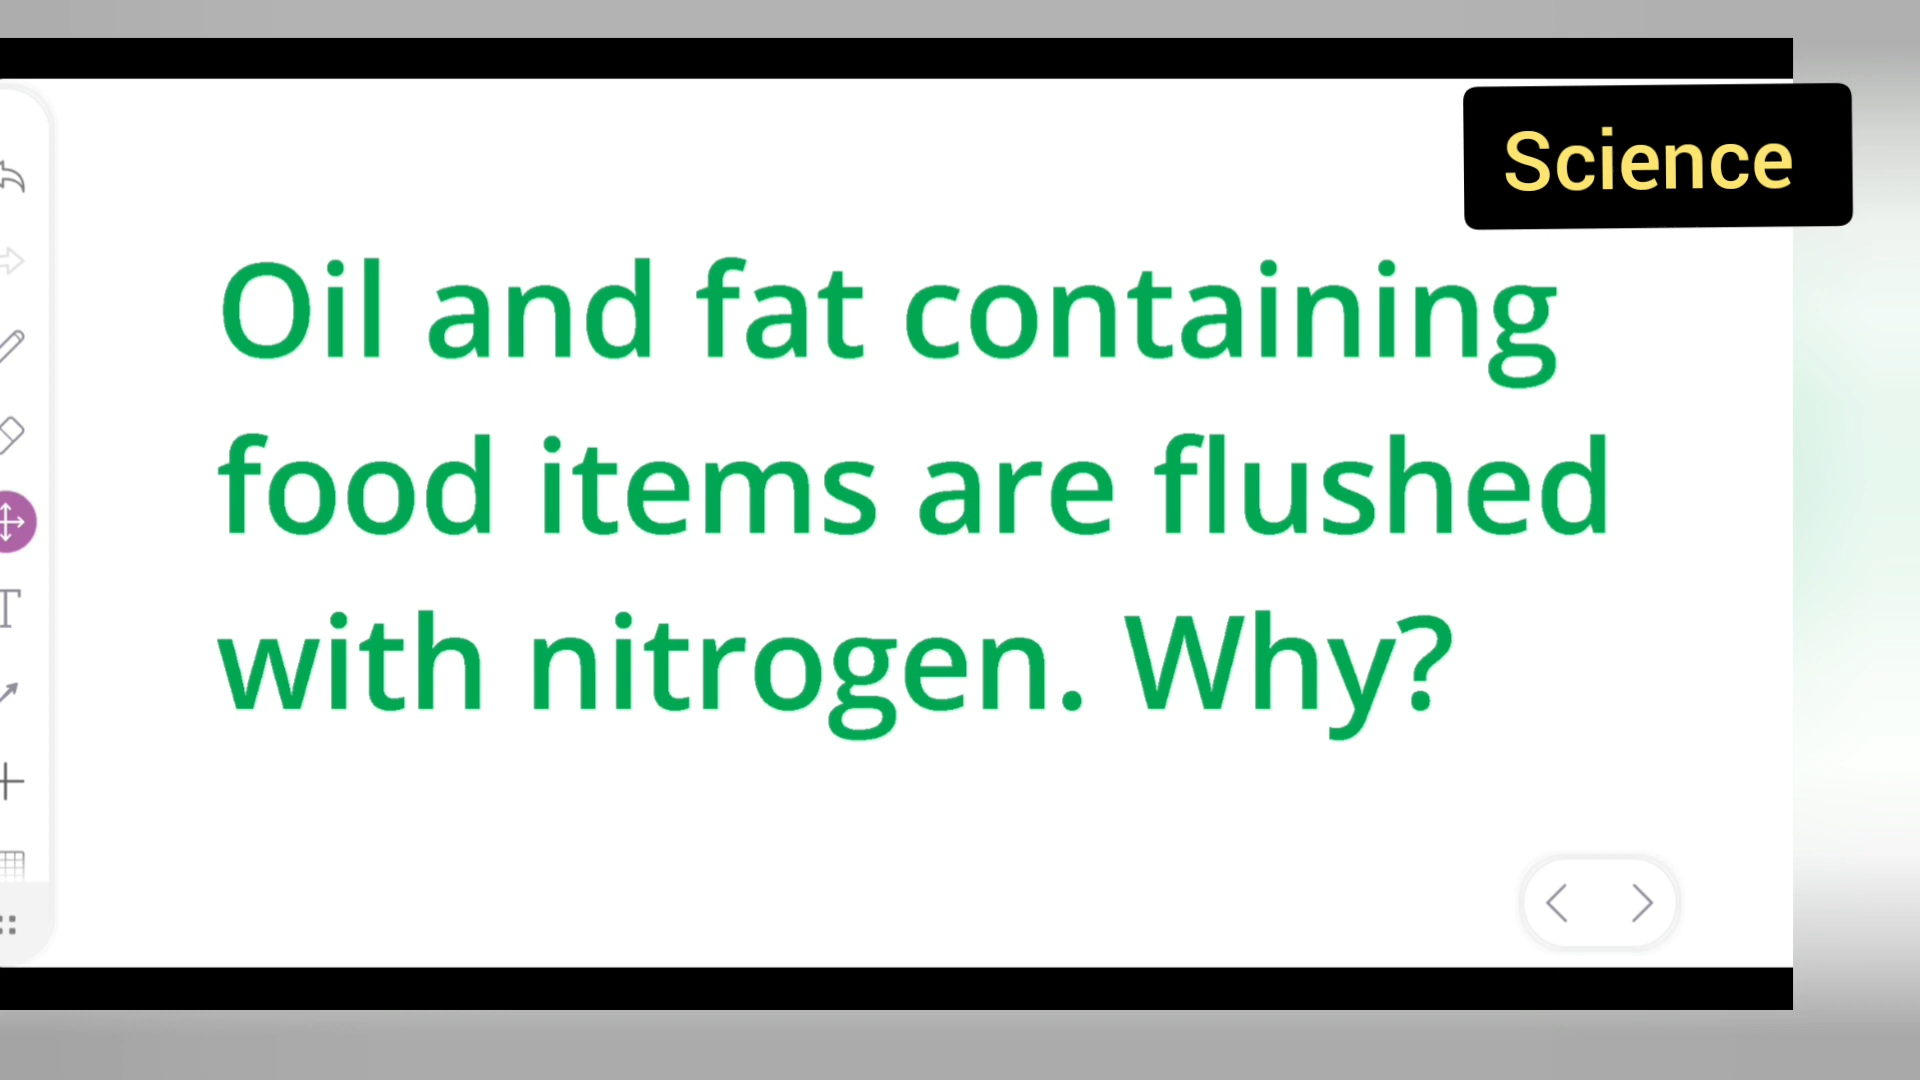 Science
Oil and fat containing
food items are flushed
with nitrogen. Why?